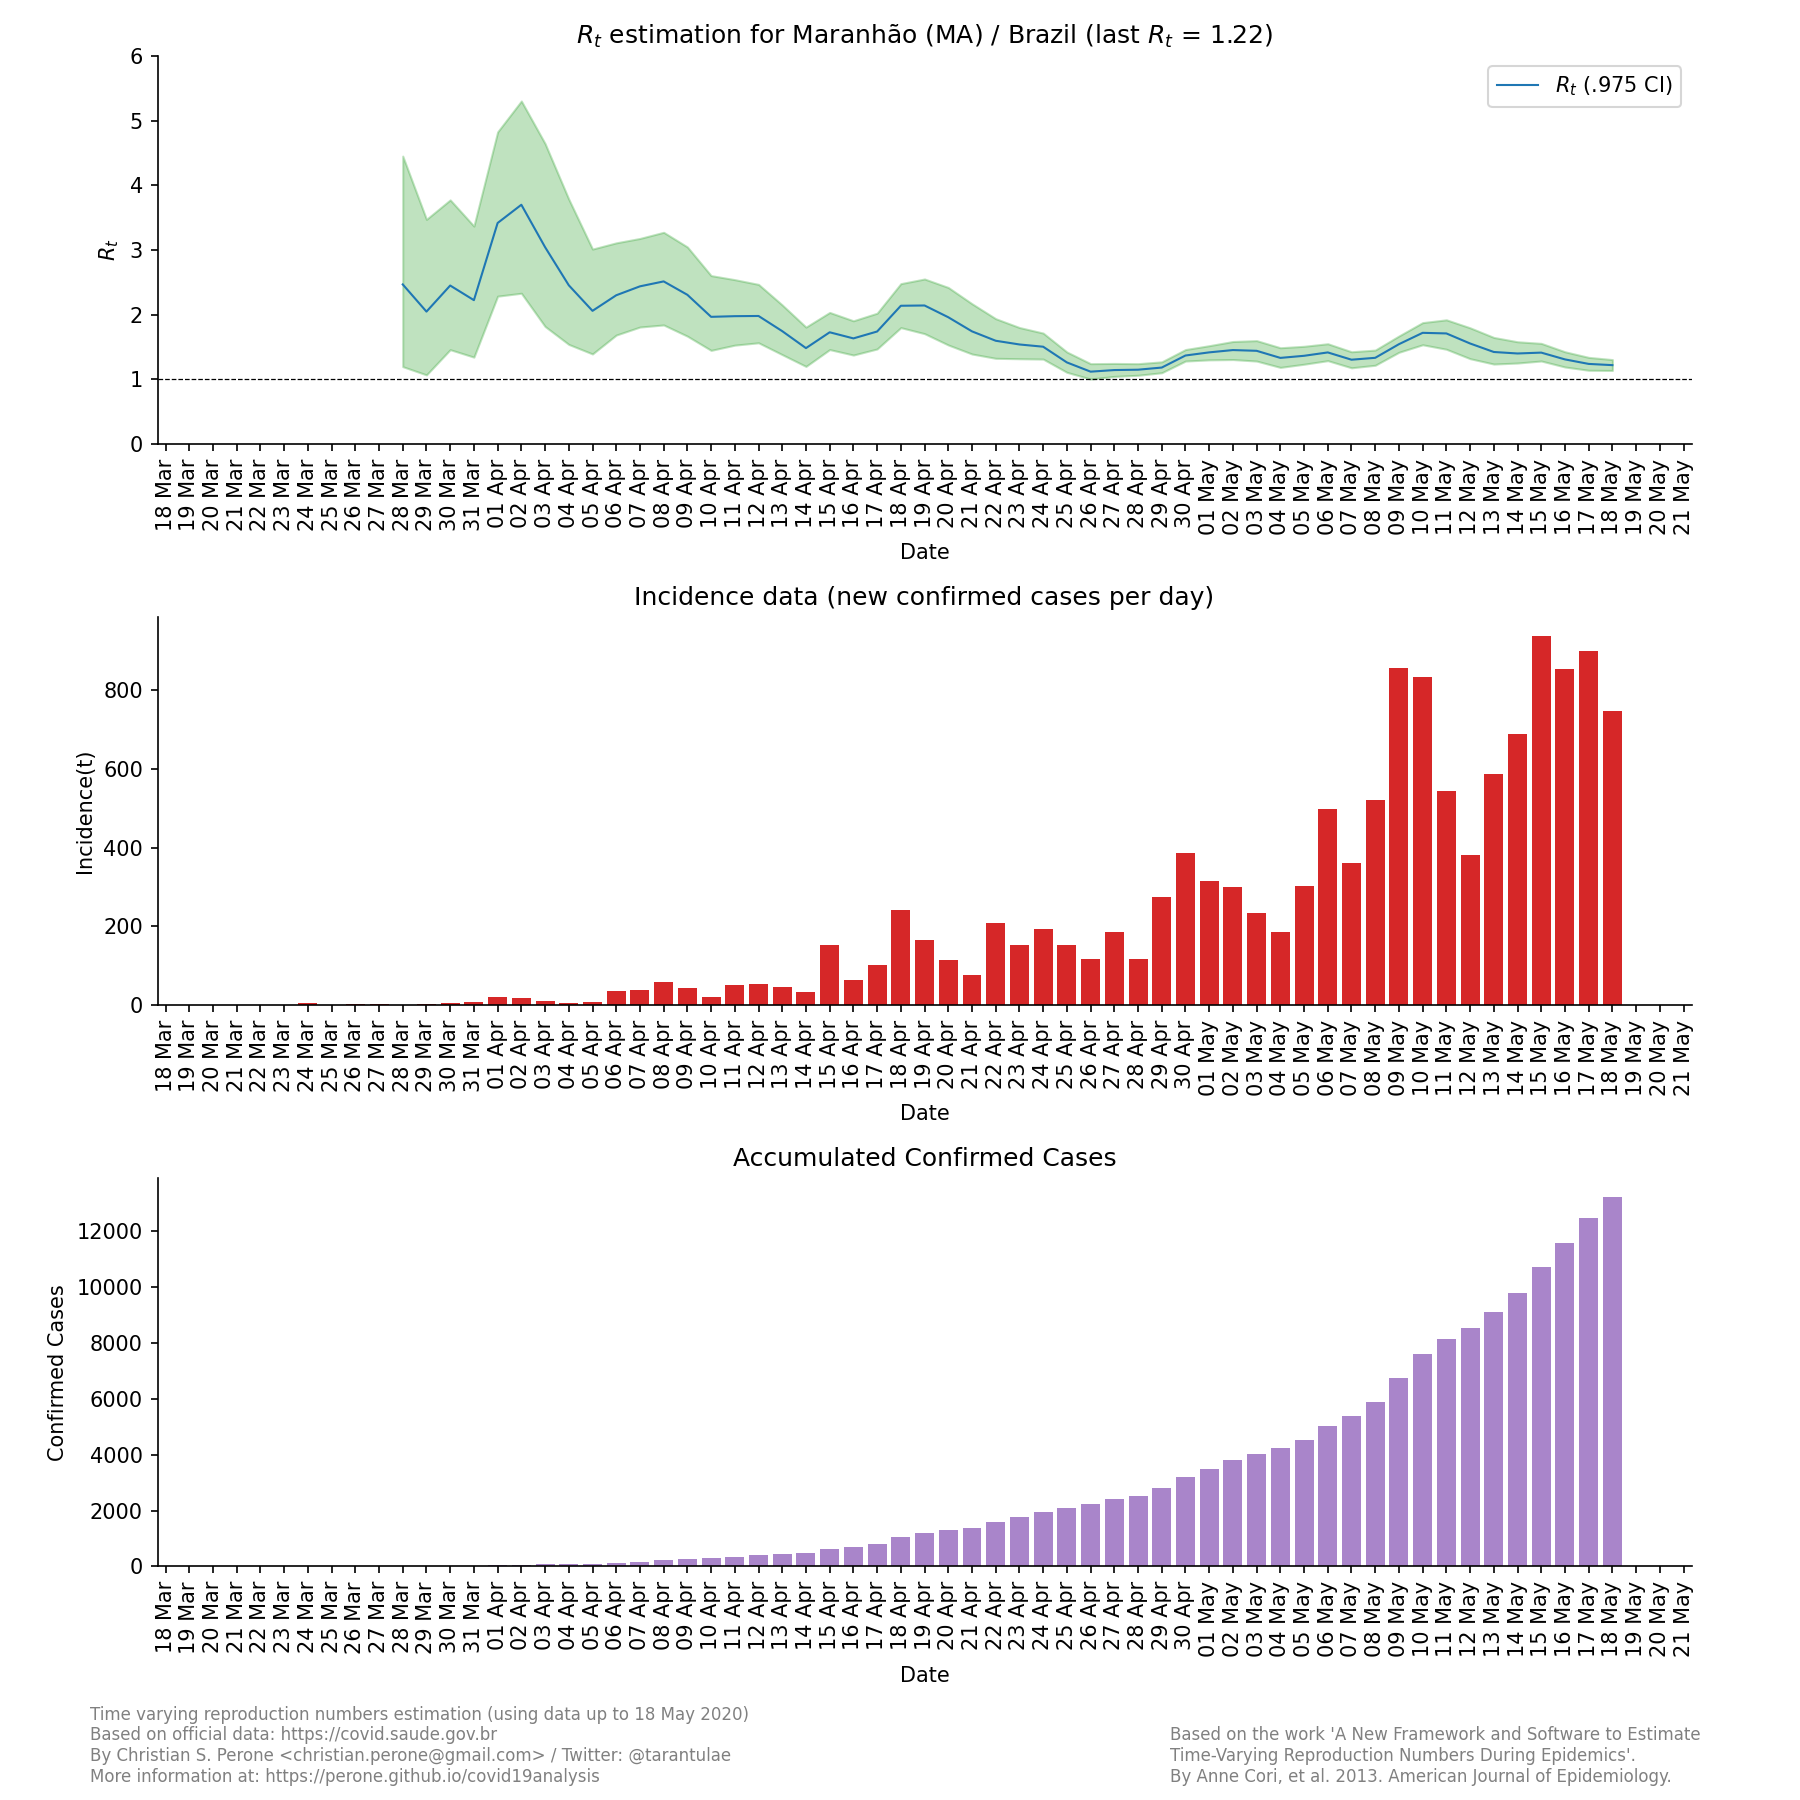 Rt estimation for Maranhão (MA) / Brazil (last Rt = 1.22)
Rt (.975 CI)
6
5
4
3
2
1
0
Rt
18 Mar 19 Mar 20 Mar 21 Mar 22 Mar 23 Mar 24 Mar 25 Mar 26 Mar 27 Mar 28 Mar 29 Mar 30 Mar 31 Mar 01 Apr 02 Apr 03 Apr 04 Apr 05 Apr 06 Apr 07 Apr 08 Apr 09 Apr 10 Apr 11 Apr 12 Apr 13 Apr 14 Apr 15 Apr 16 Apr 17 Apr 18 Apr 19 Apr 20 Apr 21 Apr 22 Apr 23 Apr 24 Apr 25 Apr 26 Apr 27 Apr 28 Apr 29 Apr 30 Apr 01 May 02 May 03 May 04 May 05 May 06 May 07 May 08 May 09 May 10 May 11 May 12 May 13 May 14 May 15 May 16 May 17 May 18 May 19 May 20 May 21 May
Date
Incidence data (new confirmed cases per day)
800
600
400
200
0
Incidence(t)
18 Mar 19 Mar 20 Mar 21 Mar 22 Mar 23 Mar 24 Mar 25 Mar 26 Mar 27 Mar 28 Mar 29 Mar 30 Mar 31 Mar 01 Apr 02 Apr 03 Apr 04 Apr 05 Apr 06 Apr 07 Apr 08 Apr 09 Apr 10 Apr 11 Apr 12 Apr 13 Apr 14 Apr 15 Apr 16 Apr 17 Apr 18 Apr 19 Apr 20 Apr 21 Apr 22 Apr 23 Apr 24 Apr 25 Apr 26 Apr 27 Apr 28 Apr 29 Apr 30 Apr 01 May 02 May 03 May 04 May 05 May 06 May 07 May 08 May 09 May 10 May 11 May 12 May 13 May 14 May 15 May 16 May 17 May 18 May 19 May 20 May 21 May
Date
Accumulated Confirmed Cases
12000
10000
8000
6000
4000
2000
0
Confirmed Cases
18 Mar 19 Mar 20 Mar 21 Mar 22 Mar 23 Mar 24 Mar 25 Mar 26 Mar 27 Mar 28 Mar 29 Mar 30 Mar 31 Mar 01 Apr 02 Apr 03 Apr 04 Apr 05 Apr 06 Apr 07 Apr 08 Apr 09 Apr 10 Apr 11 Apr 12 Apr 13 Apr 14 Apr 15 Apr 16 Apr 17 Apr 18 Apr 19 Apr 20 Apr 21 Apr 22 Apr 23 Apr 24 Apr 25 Apr 26 Apr 27 Apr 28 Apr 29 Apr 30 Apr 01 May 02 May 03 May 04 May 05 May 06 May 07 May 08 May 09 May 10 May 11 May 12 May 13 May 14 May 15 May 16 May 17 May 18 May 19 May 20 May 21 May
Date
Time varying reproduction numbers estimation (using data up to 18 May 2020)
Based on official data: https://covid.saude.gov.br
By Christian S. Perone <christian.perone@gmail.com> / Twitter: @tarantulae
More information at: https://perone.github.io/covid19analysis
Based on the work 'A New Framework and Software to Estimate
Time-Varying Reproduction Numbers During Epidemics'.
By Anne Cori, et al. 2013. American Journal of Epidemiology.